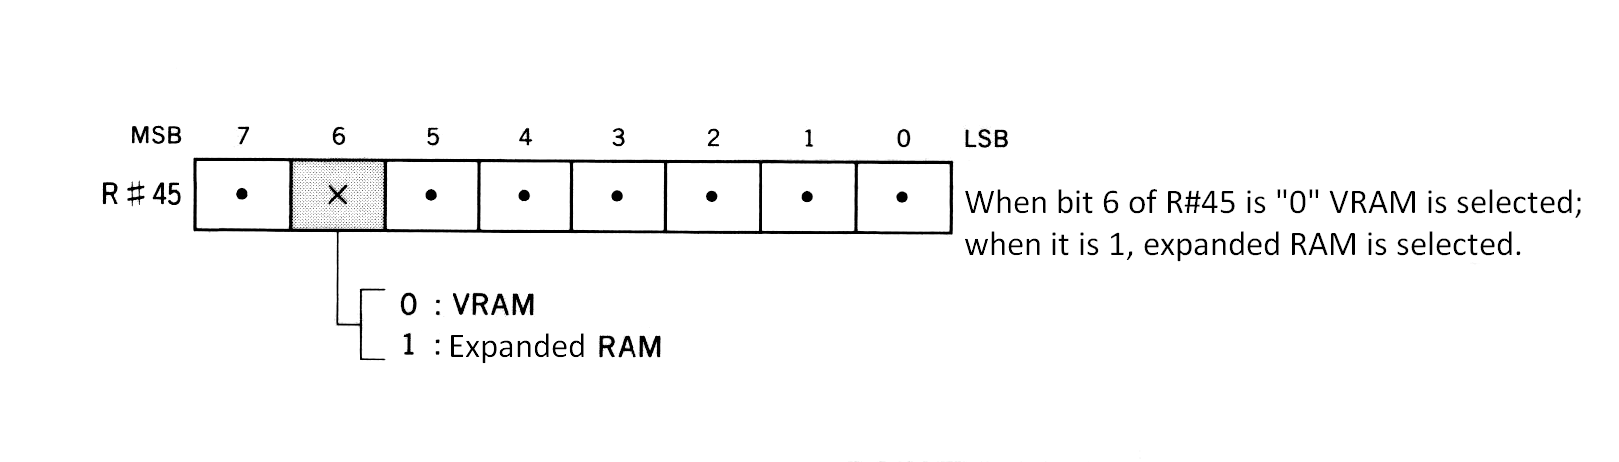 MSB 7 6 5 4 3 2 1 0 LSB
R♯45 • × • • • • • •
When bit 6 of R#45 is "0" VRAM is selected;
when it is 1, expanded RAM is selected.
0 : VRAM
1 : Expanded RAM